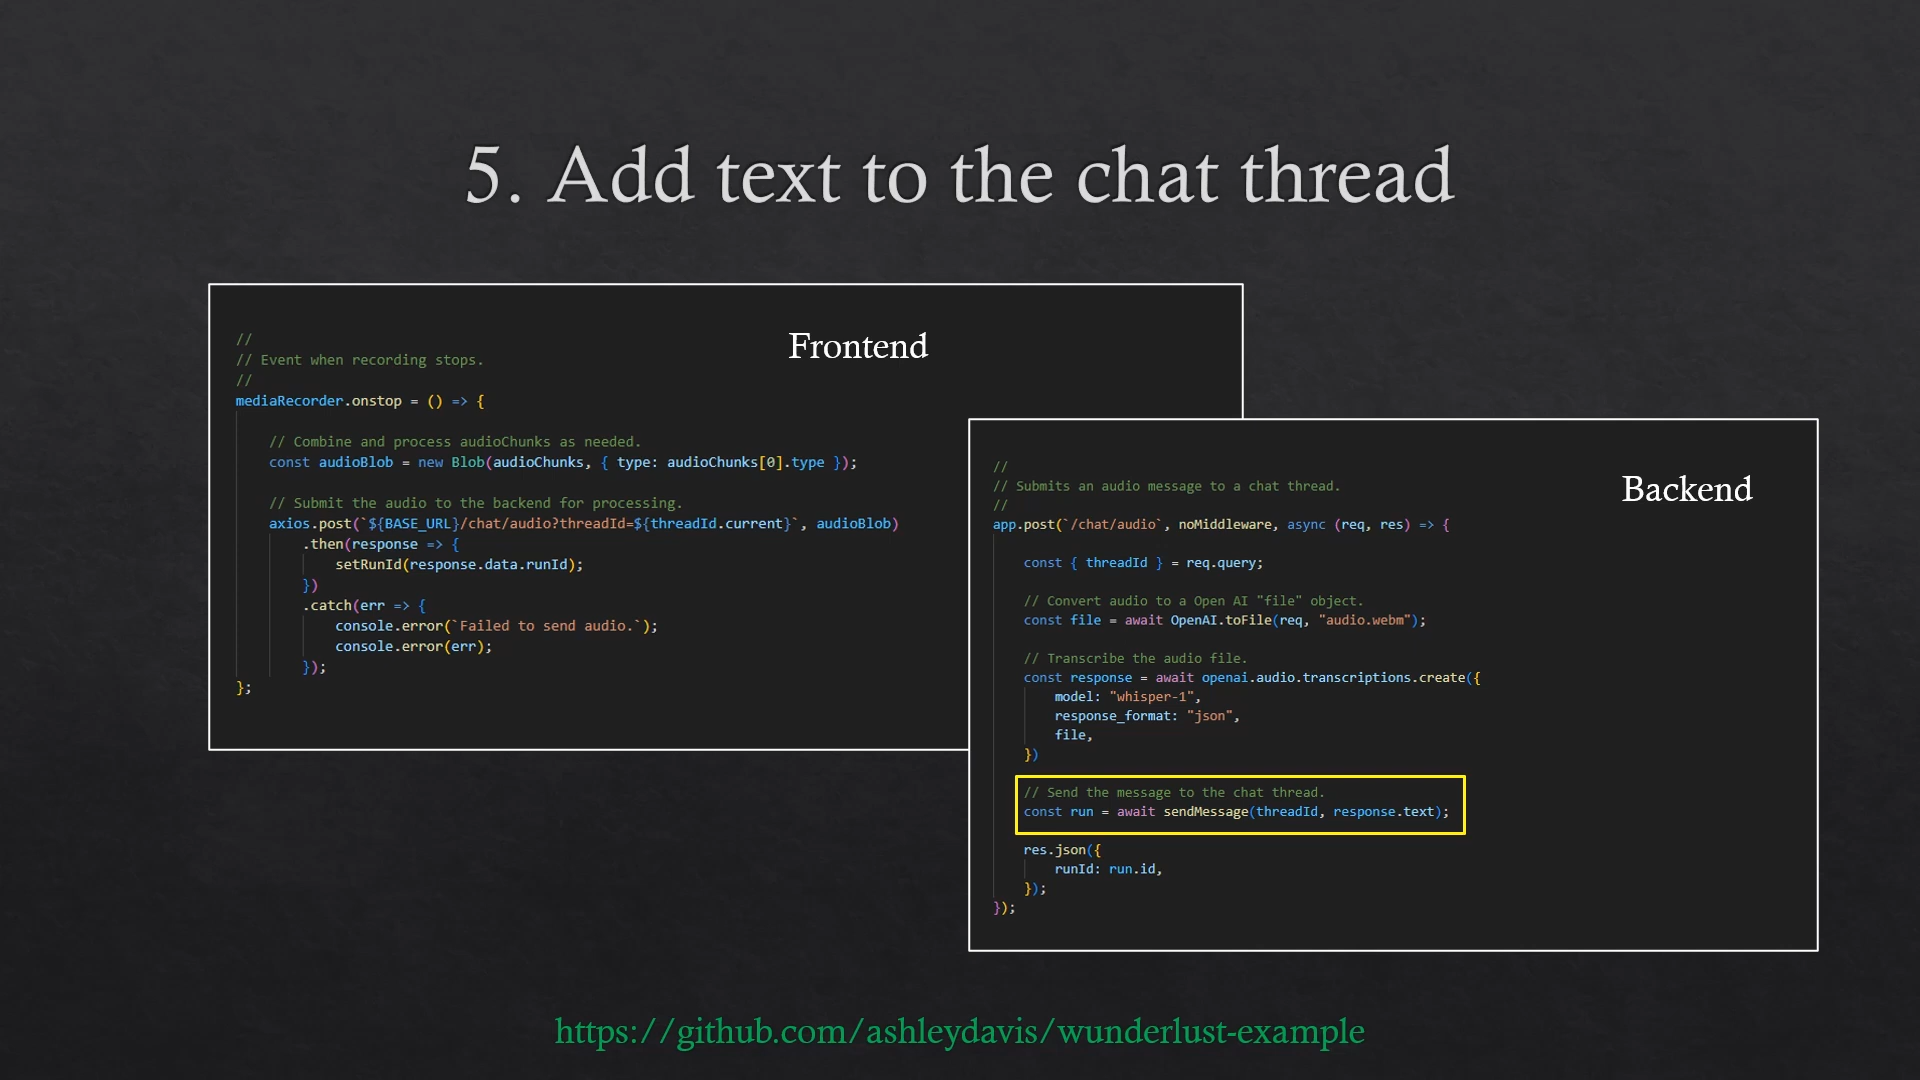 5. Add text to the chat thread
Frontend
//
// Event when recording stops.
//
mediaRecorder.onstop = () => {
// Combine and process audioChunks as needed.
const audioBlob = new Blob(audioChunks, { type: audioChunks[0].type });
// Submit the audio to the backend for processing.
axios.post(`${BASE_URL}/chat/audio?threadId=${threadId.current}`, audioBlob)
.then(response => {
setRunId(response.data.runId);
})
.catch(err => {
console.error(`Failed to send audio.`);
console.error(err);
});
};
Backend
//
// Submits an audio message to a chat thread.
//
app.post(`/chat/audio`, noMiddleware, async (req, res) => {
const { threadId } = req.query;
// Convert audio to a Open AI "file" object.
const file = await OpenAI.toFile(req, "audio.webm");
// Transcribe the audio file.
const response = await openai.audio.transcriptions.create({
model: "whisper-1",
response_format: "json",
file,
})
// Send the message to the chat thread.
const run = await sendMessage(threadId, response.text);
res.json({
runId: run.id,
});
});
https://github.com/ashleydavis/wunderlust-example